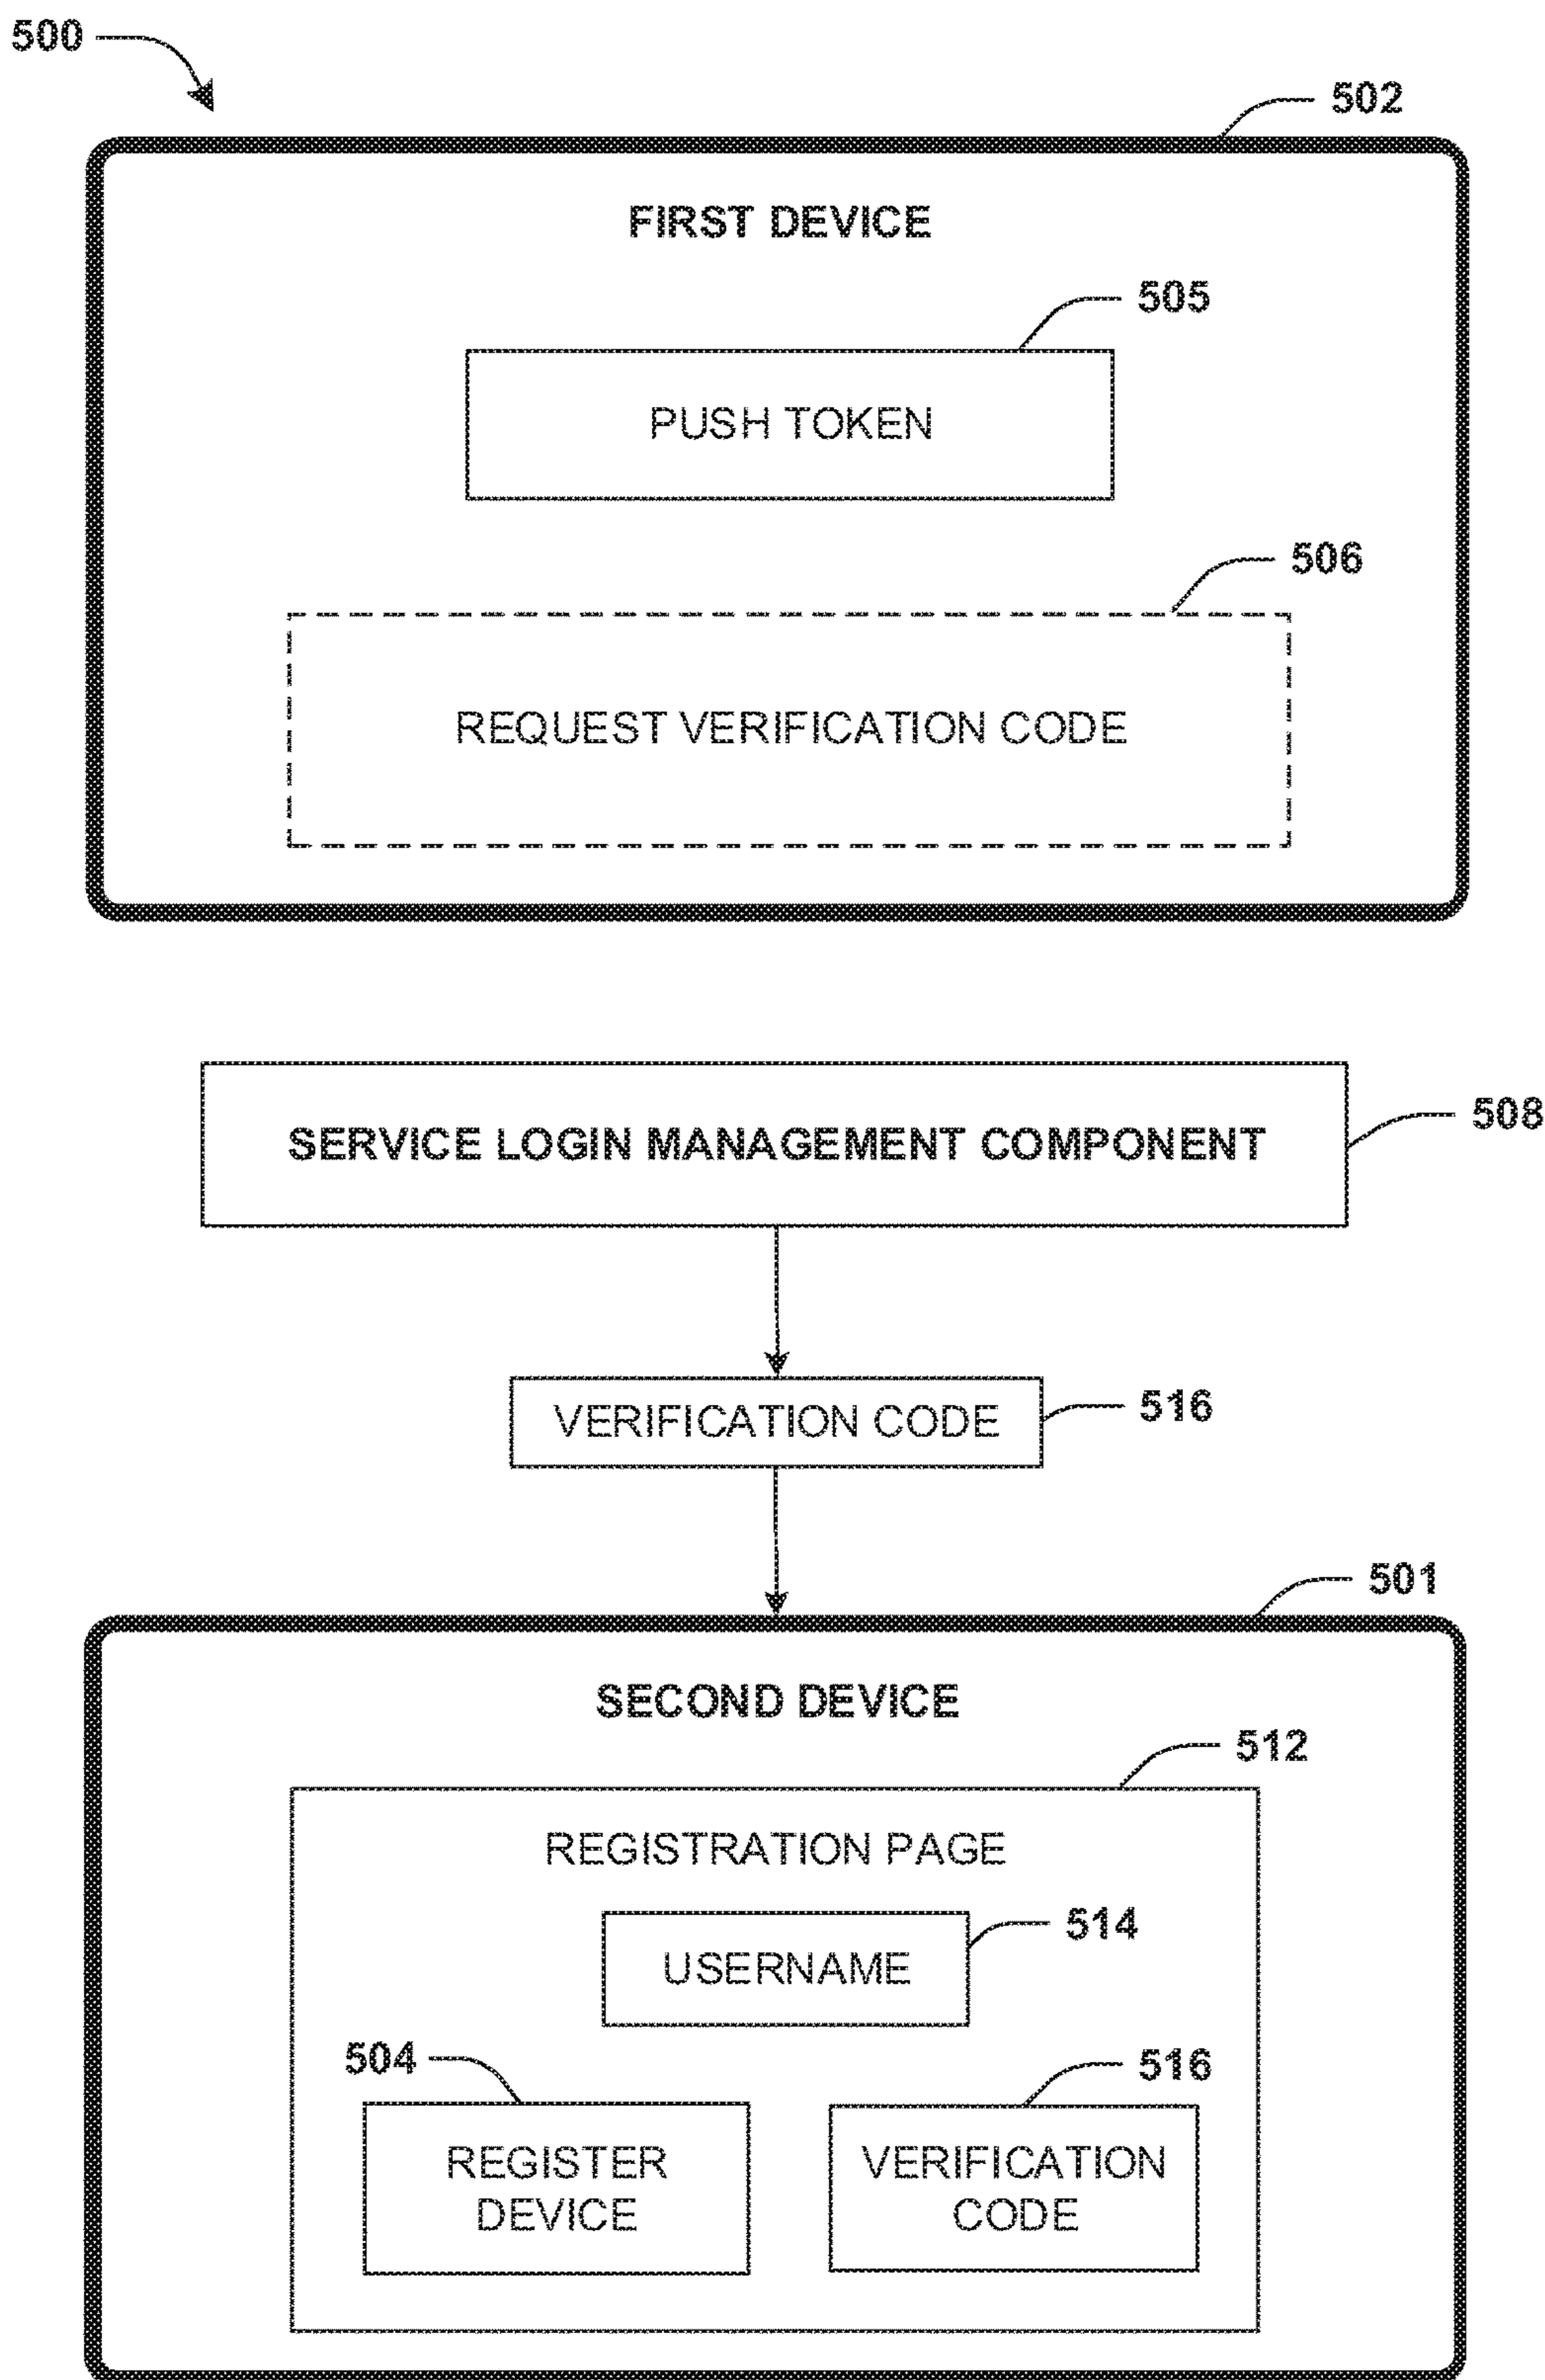 500
502
FIRST DEVICE
505
PUSH TOKEN
506
REQUEST VERIFICATION CODE
SERVICE LOGIN MANAGEMENT COMPONENT
508
VERIFICATION CODE
516
501
SECOND DEVICE
512
REGISTRATION PAGE
514
USERNAME
504
516
REGISTER
DEVICE
VERIFICATION
CODE